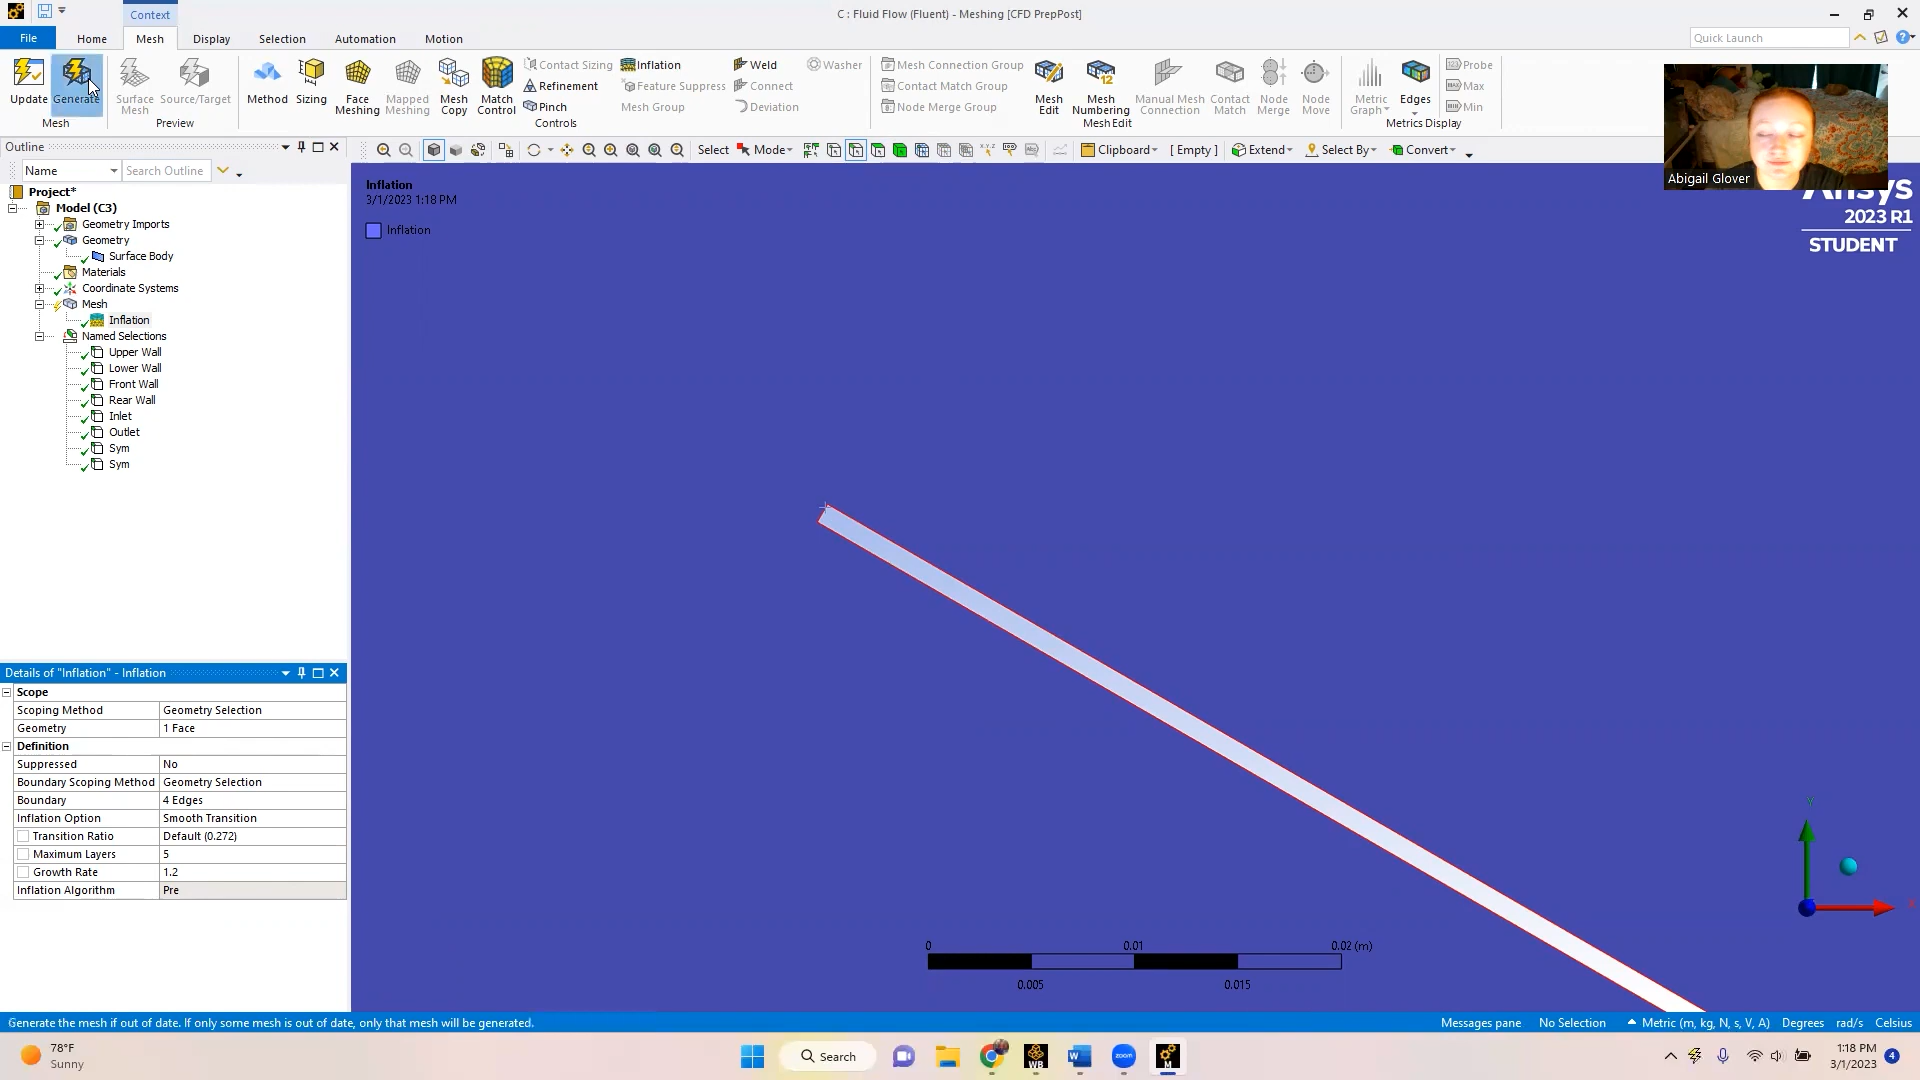 Context
C : Fluid Flow (Fluent) - Meshing [CFD PrepPost]
File Home Mesh Display Selection Automation Motion
Quick Launch
Update Generate
Mesh
Surface Mesh Source/Target
Preview
Method Sizing Face Meshing Mapped Meshing Mesh Copy Match Control
Contact Sizing
Refinement
Pinch
Inflation
Feature Suppress
Mesh Group
Weld
Connect
Deviation
Washer
Controls
Mesh Connection Group
Contact Match Group
Node Merge Group
Mesh Edit Mesh Numbering Manual Mesh Connection Contact Match Node Merge Node Move
Mesh Edit
Metric Graph Edges
Probe
Max
Min
Metrics Display
Abigail Glover
Outline
Name Search Outline
Select Mode Clipboard [ Empty ] Extend Select By Convert
Project*
Model (C3)
Geometry Imports
Geometry
Surface Body
Materials
Coordinate Systems
Mesh
Inflation
Named Selections
Upper Wall
Lower Wall
Front Wall
Rear Wall
Inlet
Outlet
Sym
Sym
Inflation
3/1/2023 1:18 PM
Inflation
Ansys
2023 R1
STUDENT
Details of "Inflation" - Inflation
Scope
Scoping Method Geometry Selection
Geometry 1 Face
Definition
Suppressed No
Boundary Scoping Method Geometry Selection
Boundary 4 Edges
Inflation Option Smooth Transition
Transition Ratio Default (0.272)
Maximum Layers 5
Growth Rate 1.2
Inflation Algorithm Pre
Y
X
0 0.01 0.02 (m)
0.005 0.015
Generate the mesh if out of date. If only some mesh is out of date, only that mesh will be generated.
Messages pane No Selection Metric (m, kg, N, s, V, A) Degrees rad/s Celsius
78°F
Sunny
Search
WB
zoom
M
1:18 PM
3/1/2023
4